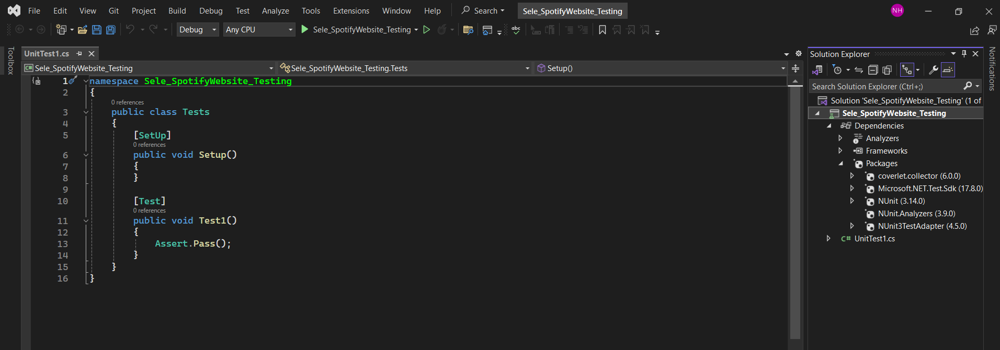 File Edit View Git Project Build Debug Test Analyze Tools Extensions Window Help Search Sele_SpotifyWebsite_Testing NH
Debug Any CPU Sele_SpotifyWebsite_Testing abc
Toolbox
UnitTest1.cs
C# Sele_SpotifyWebsite_Testing Sele_SpotifyWebsite_Testing.Tests Setup()
1 namespace Sele_SpotifyWebsite_Testing
2 {
0 references
3 public class Tests
4 {
5 [SetUp]
0 references
6 public void Setup()
7 {
8 }
9
10 [Test]
0 references
11 public void Test1()
12 {
13 Assert.Pass();
14 }
15 }
16 }
Solution Explorer
Search Solution Explorer (Ctrl+;)
Solution 'Sele_SpotifyWebsite_Testing' (1 of
Sele_SpotifyWebsite_Testing
Dependencies
Analyzers
Frameworks
Packages
coverlet.collector (6.0.0)
Microsoft.NET.Test.Sdk (17.8.0)
NUnit (3.14.0)
NUnit.Analyzers (3.9.0)
NUnit3TestAdapter (4.5.0)
C# UnitTest1.cs
Notifications